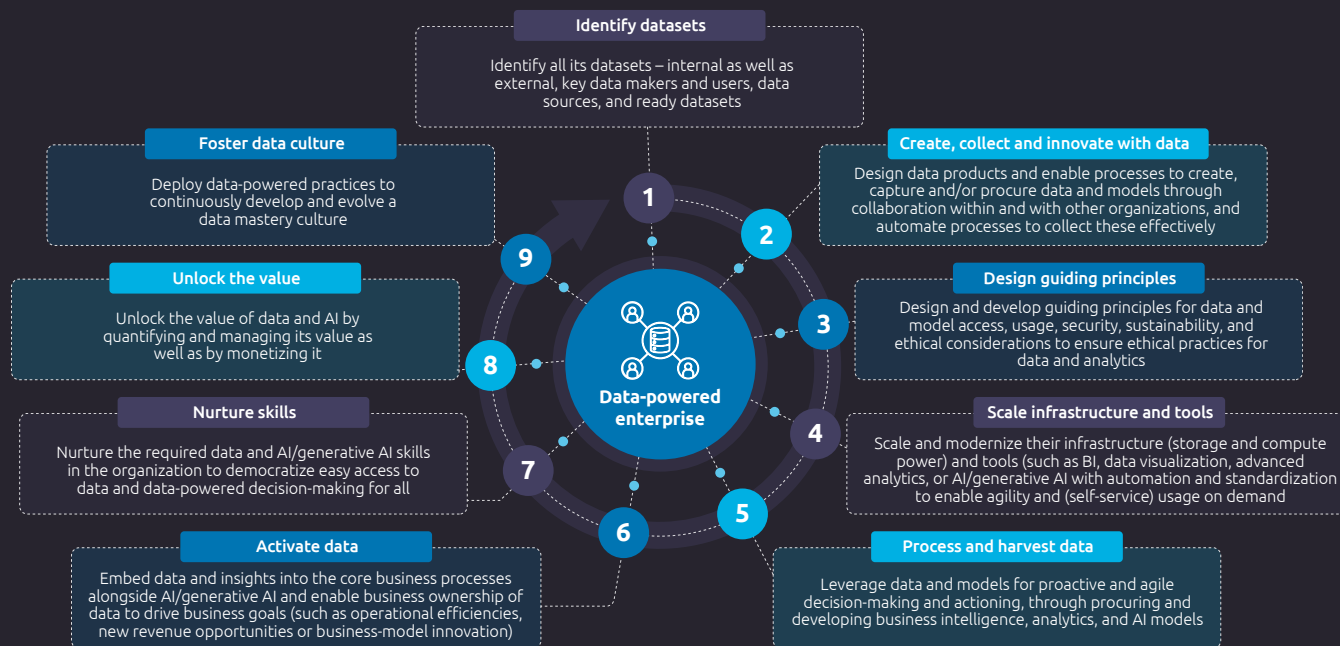 Identify datasets
Identify all its datasets – internal as well as
external, key data makers and users, data
sources, and ready datasets
1
Create, collect and innovate with data
Design data products and enable processes to create,
capture and/or procure data and models through
collaboration within and with other organizations, and
automate processes to collect these effectively
2
Design guiding principles
Design and develop guiding principles for data and
model access, usage, security, sustainability, and
ethical considerations to ensure ethical practices for
data and analytics
3
Scale infrastructure and tools
Scale and modernize their infrastructure (storage and compute
power) and tools (such as BI, data visualization, advanced
analytics, or AI/generative AI with automation and standardization
to enable agility and (self-service) usage on demand
4
Process and harvest data
Leverage data and models for proactive and agile
decision-making and actioning, through procuring and
developing business intelligence, analytics, and AI models
5
Activate data
Embed data and insights into the core business processes
alongside AI/generative AI and enable business ownership of
data to drive business goals (such as operational efficiencies,
new revenue opportunities or business-model innovation)
6
Nurture skills
Nurture the required data and AI/generative AI skills
in the organization to democratize easy access to
data and data-powered decision-making for all
7
Unlock the value
Unlock the value of data and AI by
quantifying and managing its value as
well as by monetizing it
8
Foster data culture
Deploy data-powered practices to
continuously develop and evolve a
data mastery culture
9
Data-powered
enterprise